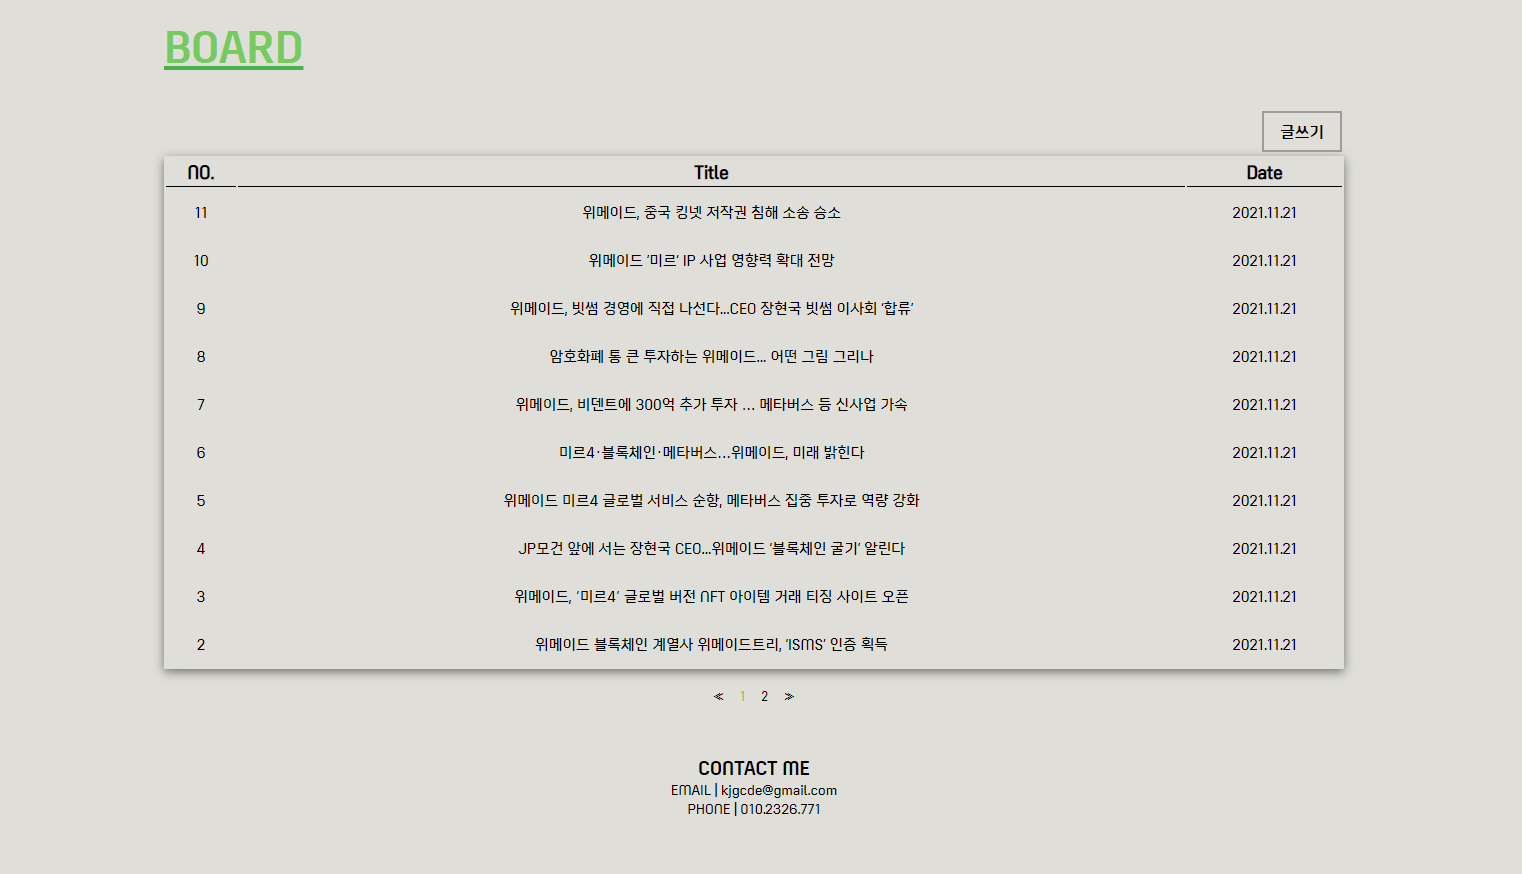 BOARD
글쓰기
NO. Title Date
11 위메이드, 중국 킹넷 저작권 침해 소송 승소 2021.11.21
10 위메이드 '미르' IP 사업 영향력 확대 전망 2021.11.21
9 위메이드, 빗썸 경영에 직접 나선다...CEO 장현국 빗썸 이사회 '합류' 2021.11.21
8 암호화폐 통 큰 투자하는 위메이드... 어떤 그림 그리나 2021.11.21
7 위메이드, 비덴트에 300억 추가 투자 … 메타버스 등 신사업 가속 2021.11.21
6 미르4·블록체인·메타버스…위메이드, 미래 밝힌다 2021.11.21
5 위메이드 미르4 글로벌 서비스 순항, 메타버스 집중 투자로 역량 강화 2021.11.21
4 JP모건 앞에 서는 장현국 CEO...위메이드 '블록체인 굴기' 알린다 2021.11.21
3 위메이드, '미르4' 글로벌 버전 NFT 아이템 거래 티징 사이트 오픈 2021.11.21
2 위메이드 블록체인 계열사 위메이드트리, 'ISMS' 인증 획득 2021.11.21
≪ 1 2 ≫
CONTACT ME
EMAIL | kjgcde@gmail.com
PHONE | 010.2326.771